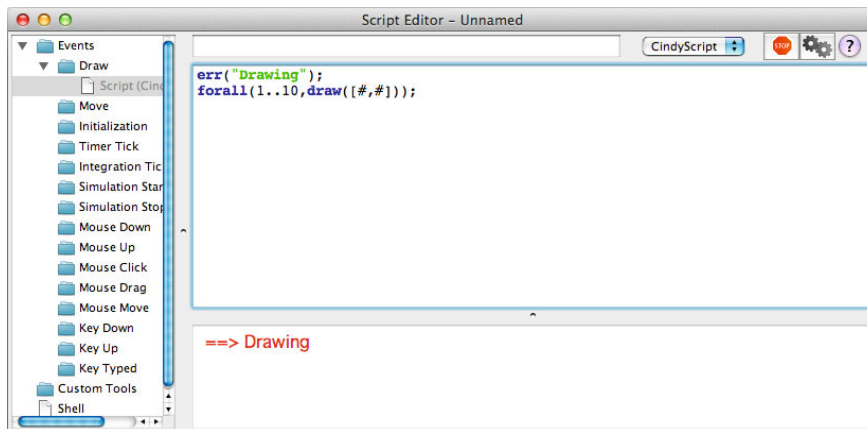 Script Editor – Unnamed
Events
CindyScript
STOP
?
Draw
Script (Cind
Move
Initialization
Timer Tick
Integration Tic
Simulation Star
Simulation Stop
Mouse Down
Mouse Up
Mouse Click
Mouse Drag
Mouse Move
Key Down
Key Up
Key Typed
Custom Tools
Shell
err("Drawing");
forall(1..10,draw([#,#]));
==> Drawing